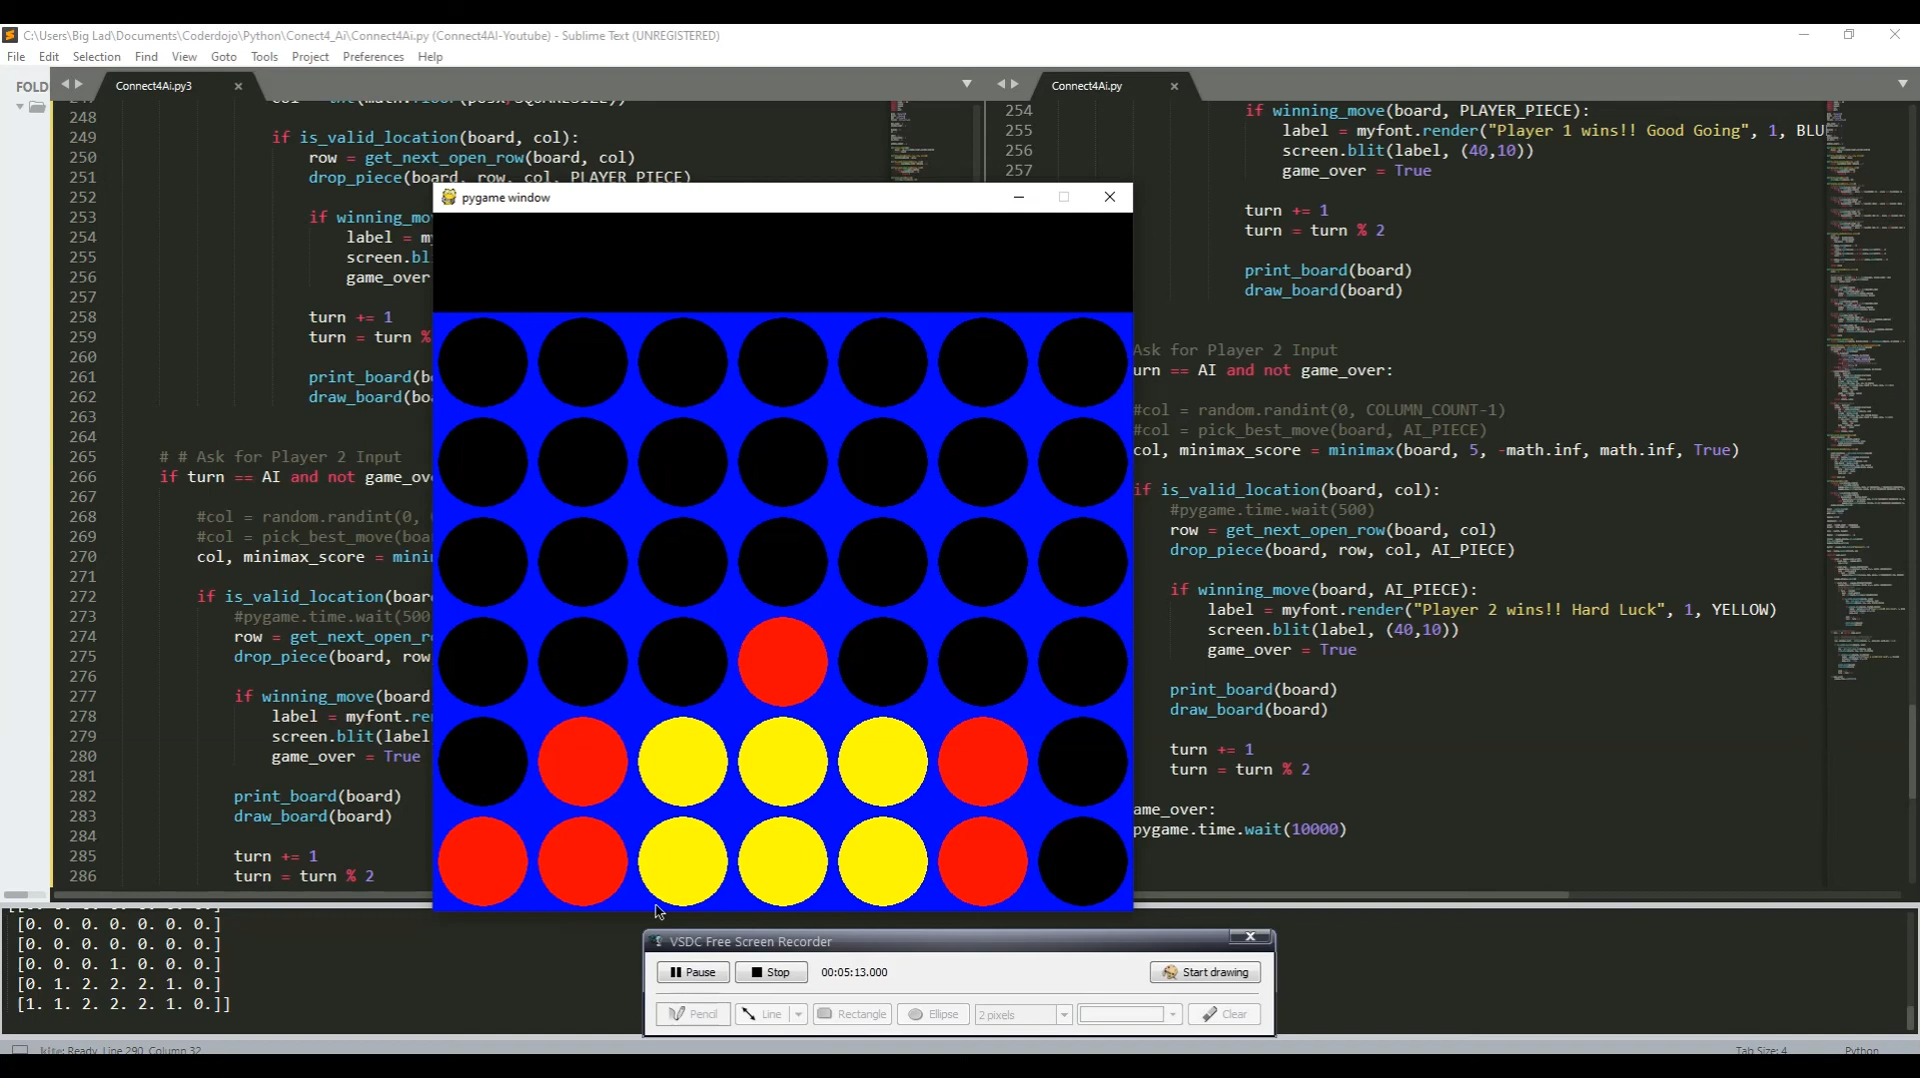 C:\Users\Big Lad\Documents\Coderdojo\Python\Conect4_Ai\Connect4Ai.py (Connect4AI-Youtube) - Sublime Text (UNREGISTERED)
File Edit Selection Find View Goto Tools Project Preferences Help
FOLD
Connect4Ai.py3
248
249 if is_valid_location(board, col):
250 row = get_next_open_row(board, col)
251 drop_piece(board, row, col, PLAYER_PIECE)
252
253 if winning_mo
254 label = m
255 screen.bl
256 game_over
257
258 turn += 1
259 turn = turn %
260
261 print_board(b
262 draw_board(bo
263
264
265 # # Ask for Player 2 Input
266 if turn == AI and not game_ov
267
268 #col = random.randint(0,
269 #col = pick_best_move(boa
270 col, minimax_score = mini
271
272 if is_valid_location(boar
273 #pygame.time.wait(500
274 row = get_next_open_r
275 drop_piece(board, row
276
277 if winning_move(board
278 label = myfont.re
279 screen.blit(label
280 game_over = True
281
282 print_board(board)
283 draw_board(board)
284
285 turn += 1
286 turn = turn % 2
pygame window
Connect4Ai.py
254 if winning_move(board, PLAYER_PIECE):
255 label = myfont.render("Player 1 wins!! Good Going", 1, BLU
256 screen.blit(label, (40,10))
257 game_over = True
turn += 1
turn = turn % 2
print_board(board)
draw_board(board)
Ask for Player 2 Input
urn == AI and not game_over:
#col = random.randint(0, COLUMN_COUNT-1)
#col = pick_best_move(board, AI_PIECE)
col, minimax_score = minimax(board, 5, -math.inf, math.inf, True)
if is_valid_location(board, col):
#pygame.time.wait(500)
row = get_next_open_row(board, col)
drop_piece(board, row, col, AI_PIECE)
if winning_move(board, AI_PIECE):
label = myfont.render("Player 2 wins!! Hard Luck", 1, YELLOW)
screen.blit(label, (40,10))
game_over = True
print_board(board)
draw_board(board)
turn += 1
turn = turn % 2
ame_over:
pygame.time.wait(10000)
[0. 0. 0. 0. 0. 0. 0.]
[0. 0. 0. 0. 0. 0. 0.]
[0. 0. 0. 1. 0. 0. 0.]
[0. 1. 2. 2. 2. 1. 0.]
[1. 1. 2. 2. 2. 1. 0.]]
VSDC Free Screen Recorder
Pause Stop 00:05:13.000 Start drawing
Pencil Line Rectangle Ellipse 2 pixels Clear
kite: Ready, Line 290, Column 32 Tab Size: 4 Python